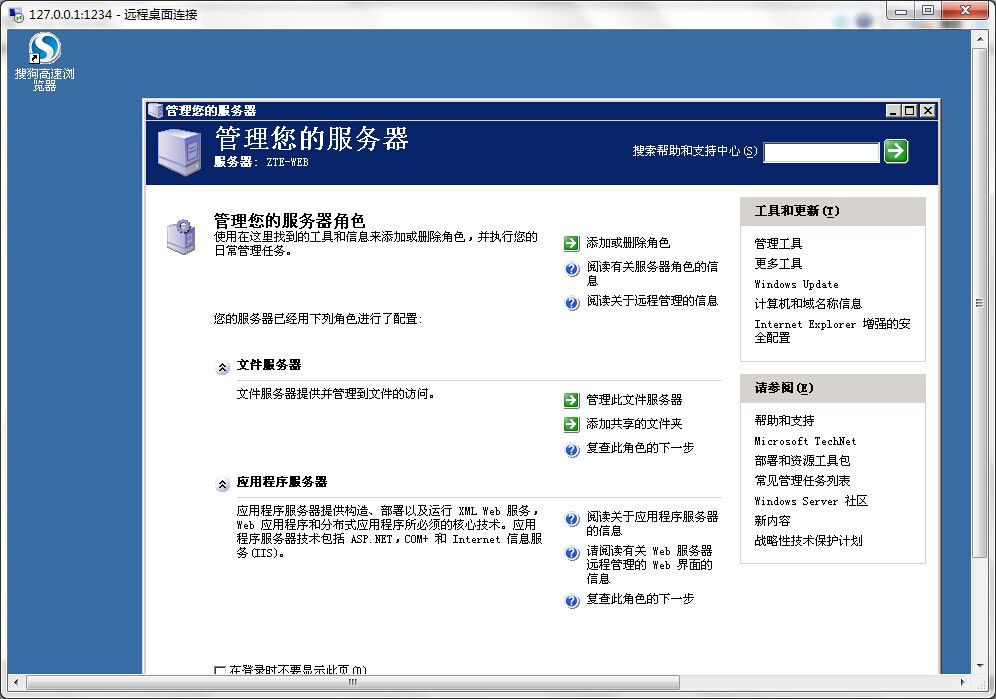 127.0.0.1:1234 - 远程桌面连接
搜狗高速浏
览器
管理您的服务器
管理您的服务器
服务器: ZTE-WEB
搜索帮助和支持中心(S)
管理您的服务器角色
使用在这里找到的工具和信息来添加或删除角色，并执行您的
日常管理任务。
添加或删除角色
阅读有关服务器角色的信
息
阅读关于远程管理的信息
您的服务器已经用下列角色进行了配置:
文件服务器
文件服务器提供并管理到文件的访问。
管理此文件服务器
添加共享的文件夹
复查此角色的下一步
应用程序服务器
应用程序服务器提供构造、部署以及运行 XML Web 服务，
Web 应用程序和分布式应用程序所必须的核心技术。应用
程序服务器技术包括 ASP.NET，COM+ 和 Internet 信息服
务(IIS)。
阅读关于应用程序服务器
的信息
请阅读有关 Web 服务器
远程管理的 Web 界面的
信息
复查此角色的下一步
在登录时不要显示此页(D)
工具和更新(T)
管理工具
更多工具
Windows Update
计算机和域名称信息
Internet Explorer 增强的安
全配置
请参阅(E)
帮助和支持
Microsoft TechNet
部署和资源工具包
常见管理任务列表
Windows Server 社区
新内容
战略性技术保护计划